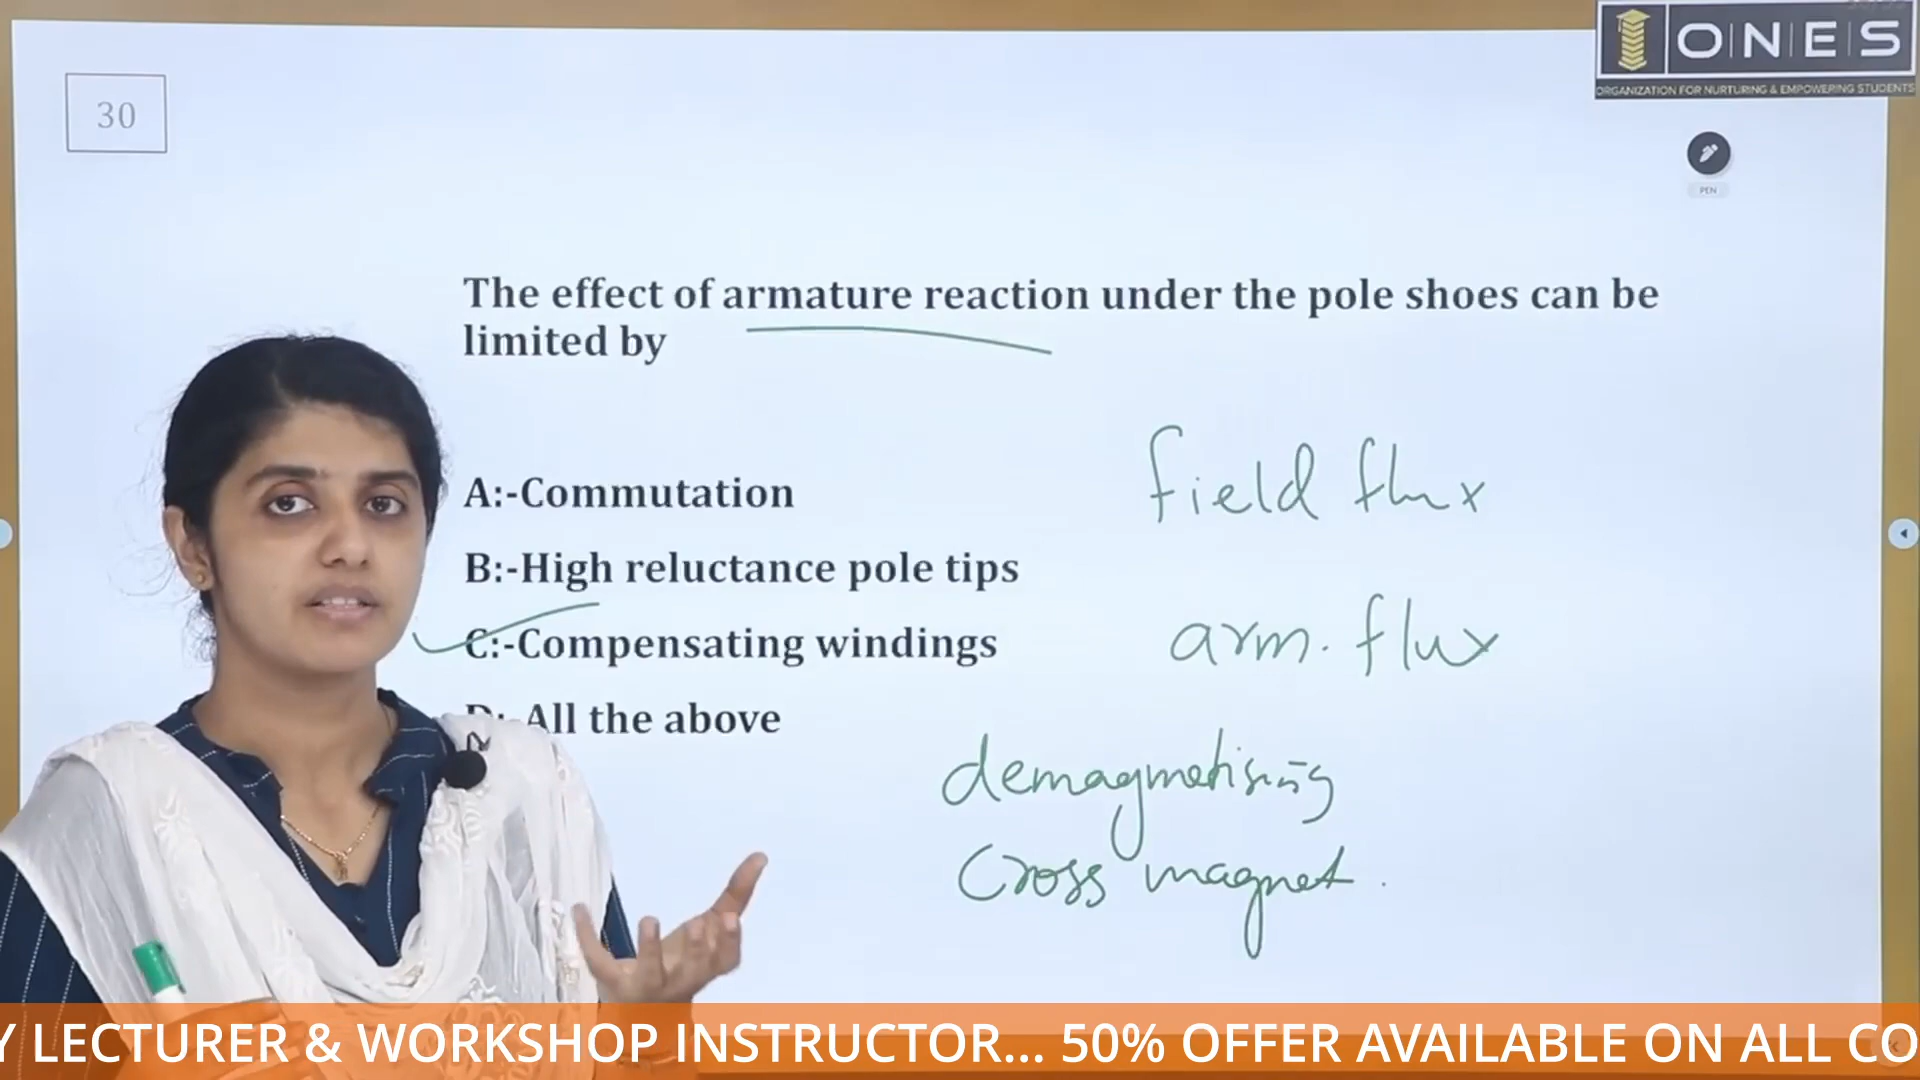 30
O|N|E|S
ORGANIZATION FOR NURTURING & EMPOWERING STUDENTS
PEN
The effect of armature reaction under the pole shoes can be
limited by
A:-Commutation
B:-High reluctance pole tips
C:-Compensating windings
D:-All the above
field flux
arm. flux
demagmetising
Cross magnet.
Y LECTURER & WORKSHOP INSTRUCTOR... 50% OFFER AVAILABLE ON ALL CO